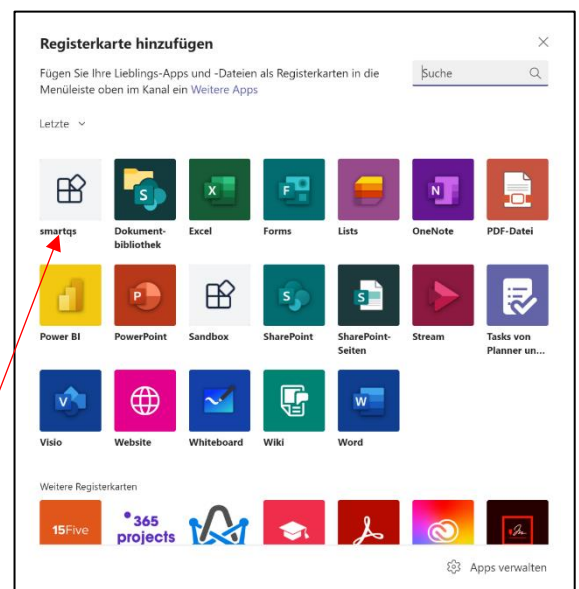 Registerkarte hinzufügen
Fügen Sie Ihre Lieblings-Apps und -Dateien als Registerkarten in die
Menüleiste oben im Kanal ein Weitere Apps
Suche
Letzte
smartqs
Dokument-
bibliothek
Excel
Forms
Lists
OneNote
PDF-Datei
Power BI
PowerPoint
Sandbox
SharePoint
SharePoint-
Seiten
Stream
Tasks von
Planner un...
Visio
Website
Whiteboard
Wiki
Word
Weitere Registerkarten
15Five
365
projects
Apps verwalten